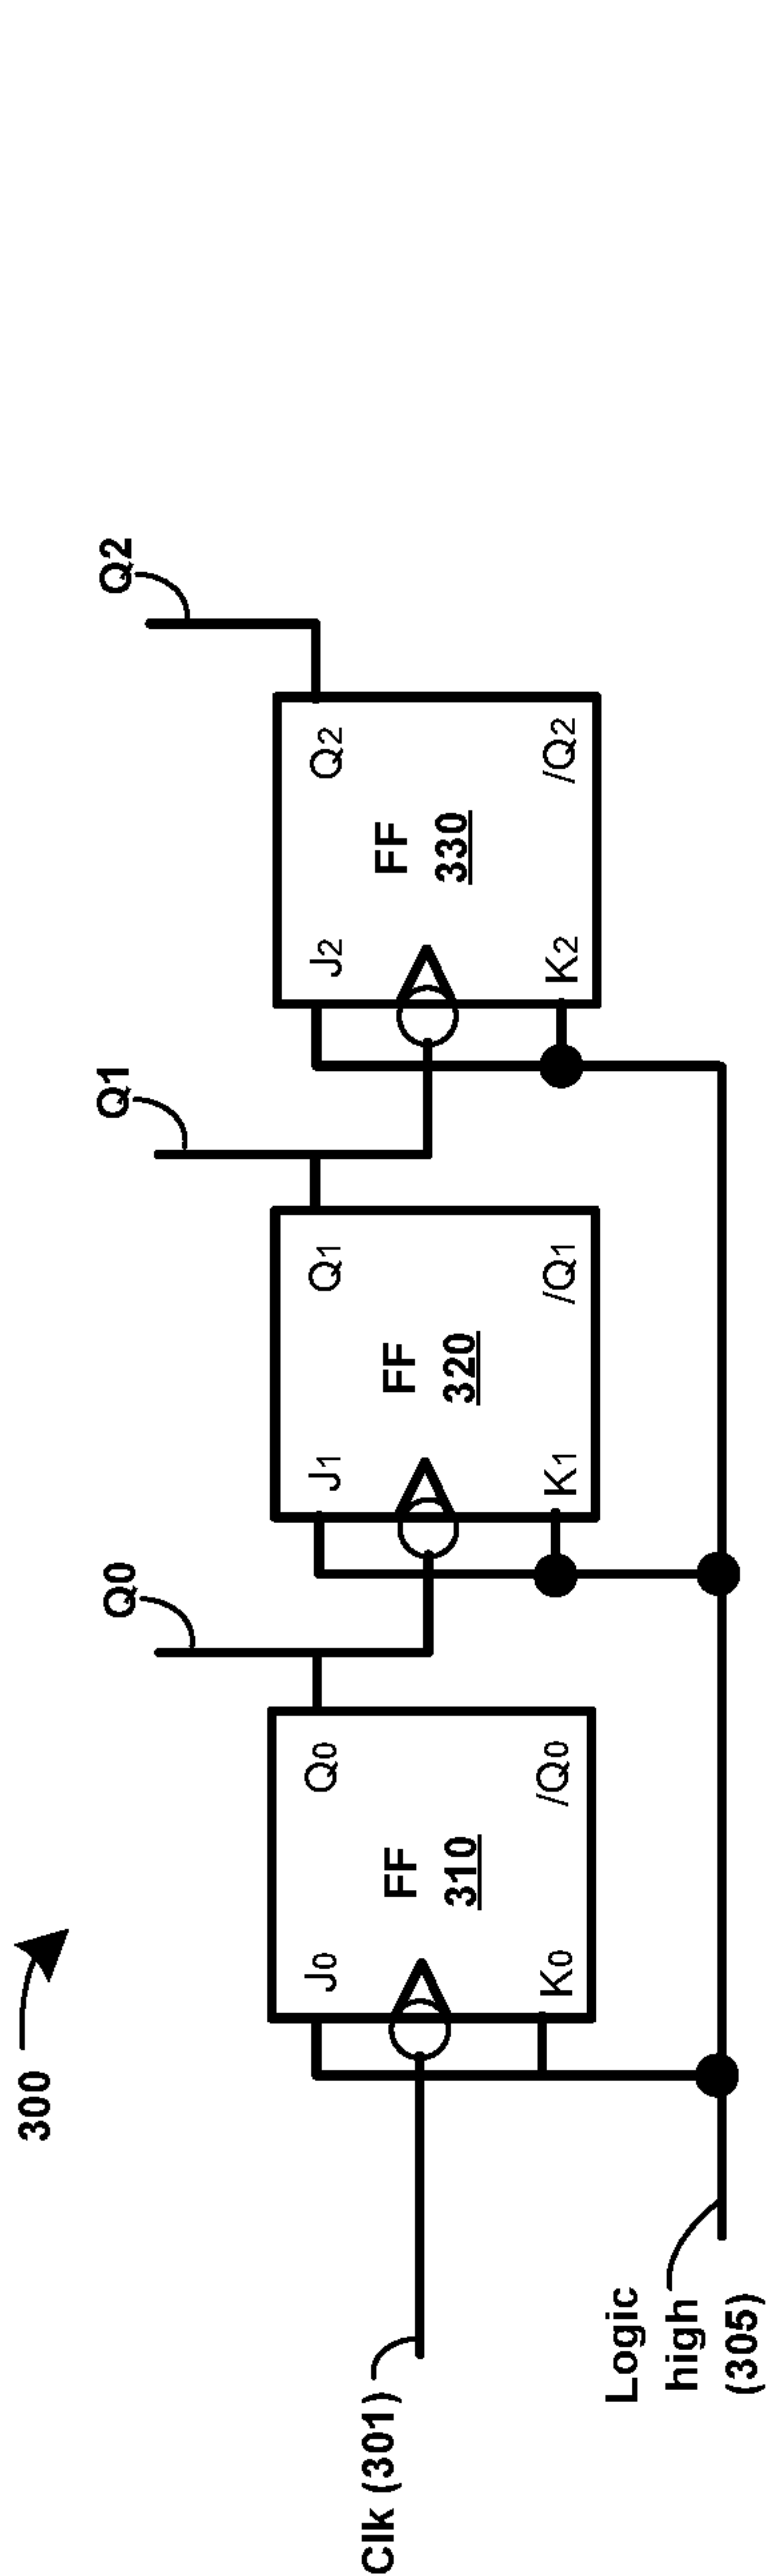 300
Q0
Q1
Q2
J0
Q0
FF
310
K0
/Q0
J1
Q1
FF
320
K1
/Q1
J2
Q2
FF
330
K2
/Q2
Clk (301)
Logic
high
(305)